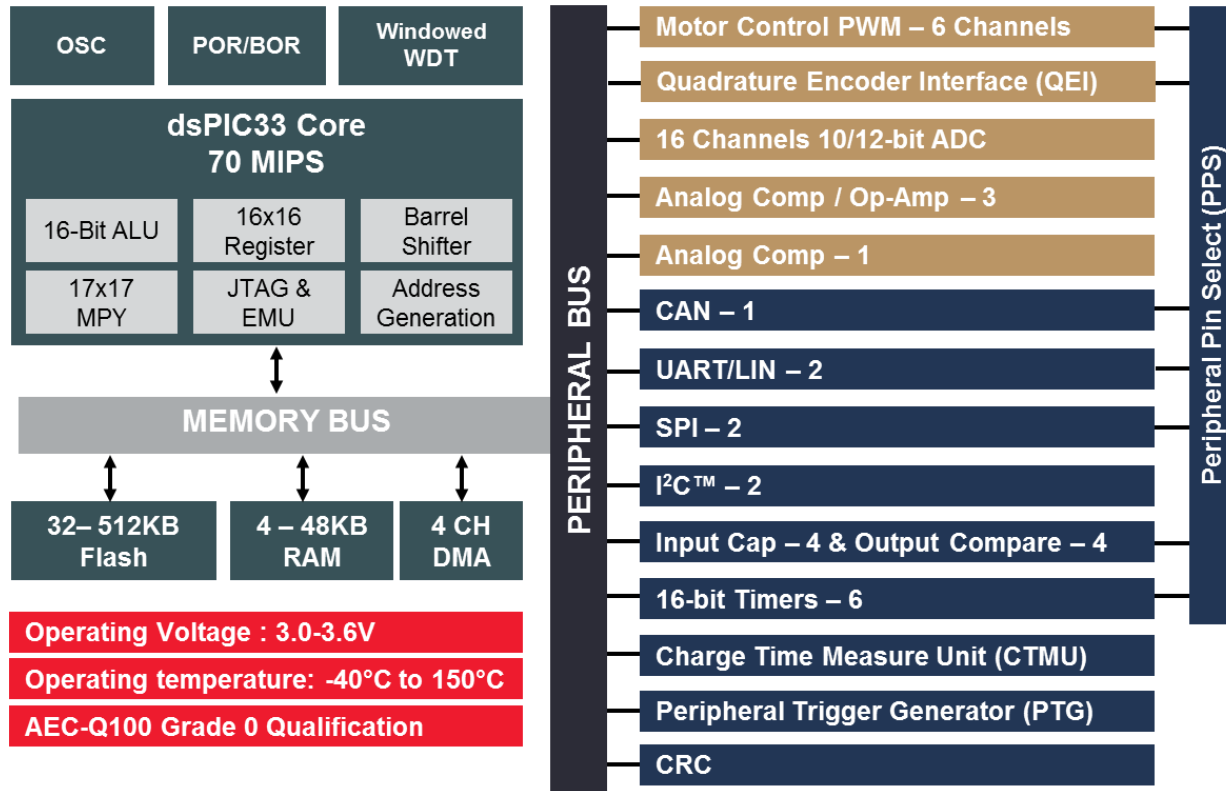 OSC
POR/BOR
Windowed
WDT
dsPIC33 Core
70 MIPS
16-Bit ALU
16x16
Register
Barrel
Shifter
17x17
MPY
JTAG &
EMU
Address
Generation
MEMORY BUS
32– 512KB
Flash
4 – 48KB
RAM
4 CH
DMA
Operating Voltage : 3.0-3.6V
Operating temperature: -40°C to 150°C
AEC-Q100 Grade 0 Qualification
PERIPHERAL BUS
Motor Control PWM – 6 Channels
Quadrature Encoder Interface (QEI)
16 Channels 10/12-bit ADC
Analog Comp / Op-Amp – 3
Analog Comp – 1
CAN – 1
UART/LIN – 2
SPI – 2
I²C™ – 2
Input Cap – 4 & Output Compare – 4
16-bit Timers – 6
Charge Time Measure Unit (CTMU)
Peripheral Trigger Generator (PTG)
CRC
Peripheral Pin Select (PPS)